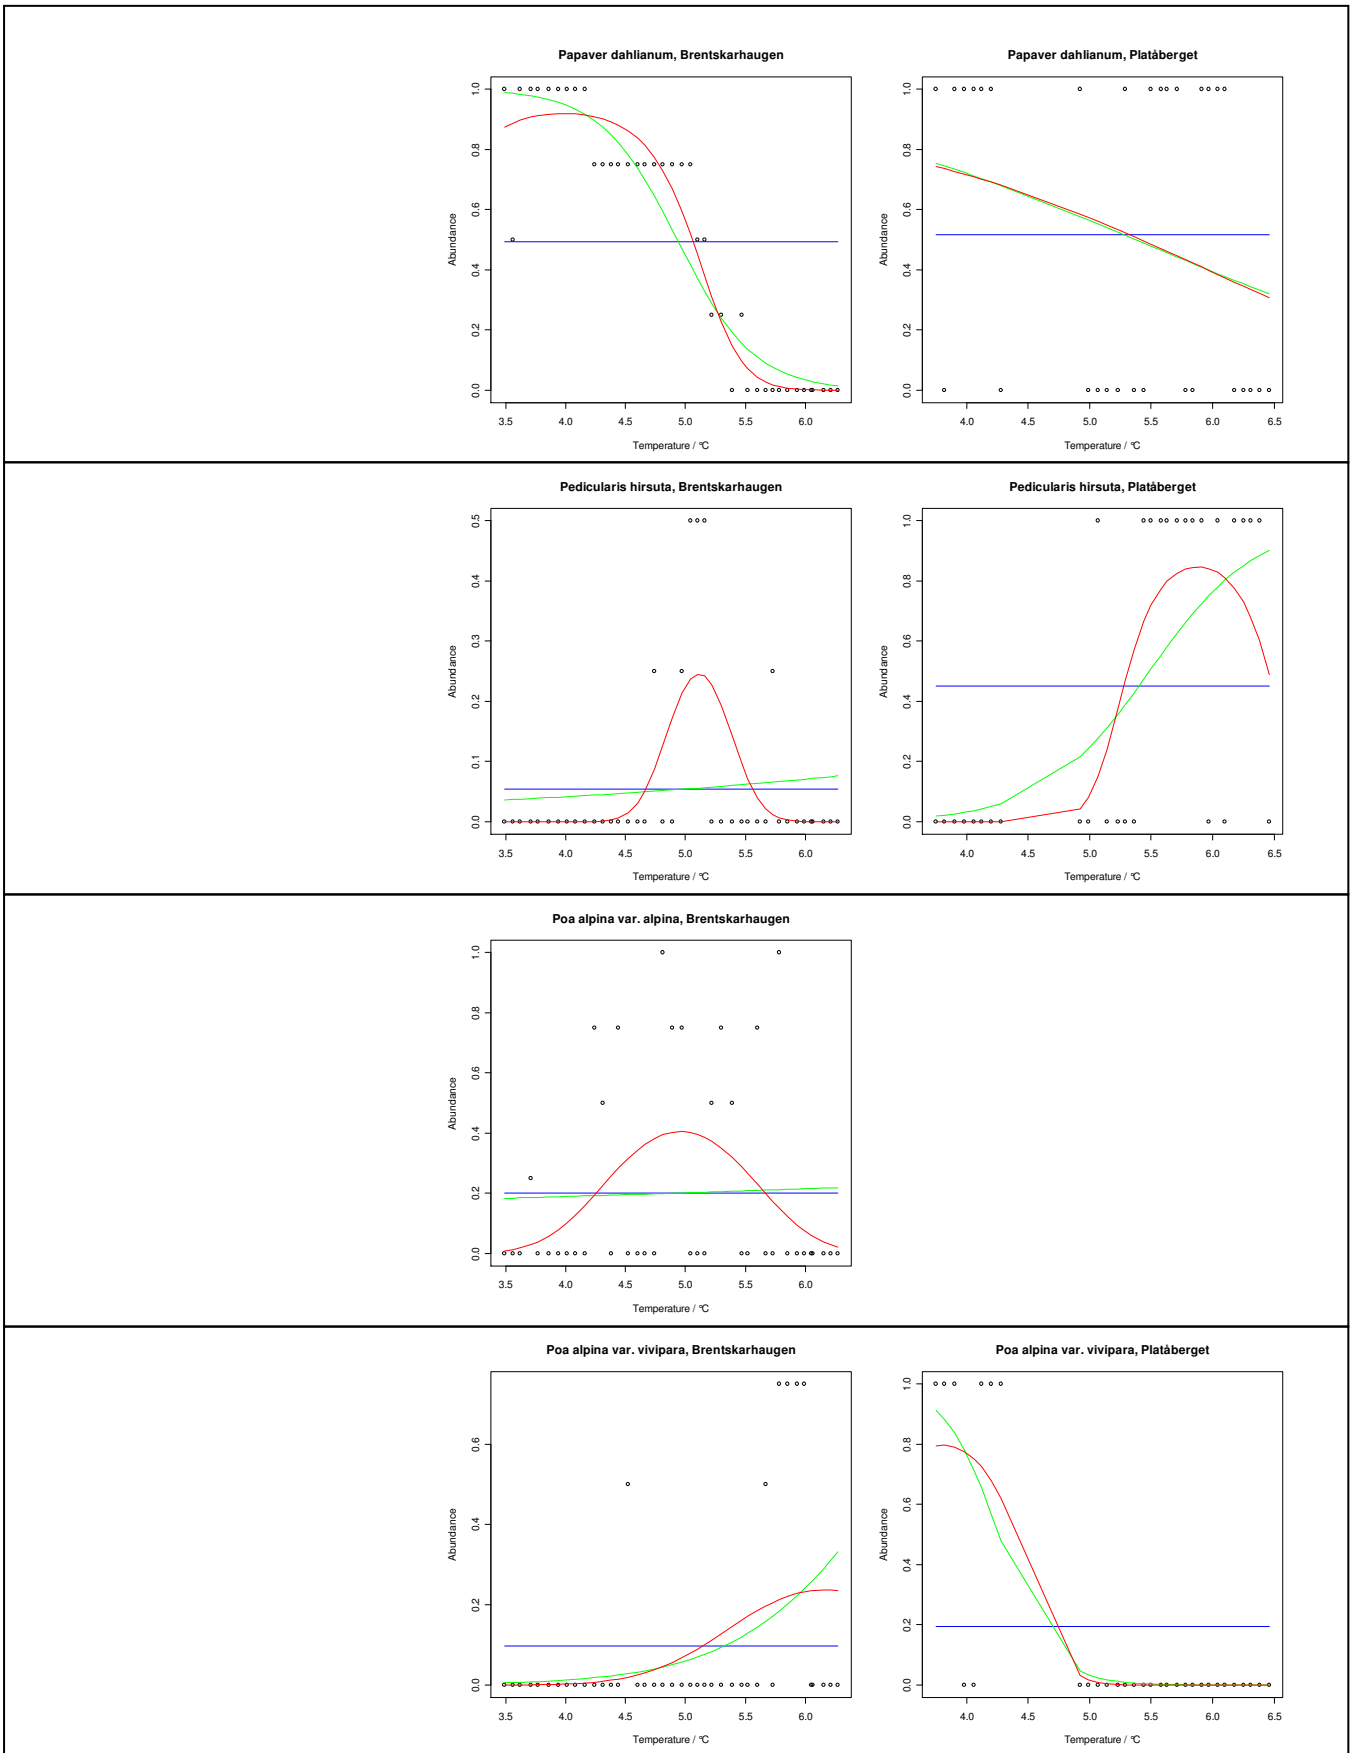 Papaver dahlianum, Brentskarhaugen
Abundance
0.0 0.2 0.4 0.6 0.8 1.0
3.5 4.0 4.5 5.0 5.5 6.0
Temperature / °C
Papaver dahlianum, Platåberget
Abundance
0.0 0.2 0.4 0.6 0.8 1.0
4.0 4.5 5.0 5.5 6.0 6.5
Temperature / °C
Pedicularis hirsuta, Brentskarhaugen
Abundance
0.0 0.1 0.2 0.3 0.4 0.5
3.5 4.0 4.5 5.0 5.5 6.0
Temperature / °C
Pedicularis hirsuta, Platåberget
Abundance
0.0 0.2 0.4 0.6 0.8 1.0
4.0 4.5 5.0 5.5 6.0 6.5
Temperature / °C
Poa alpina var. alpina, Brentskarhaugen
Abundance
0.0 0.2 0.4 0.6 0.8 1.0
3.5 4.0 4.5 5.0 5.5 6.0
Temperature / °C
Poa alpina var. vivipara, Brentskarhaugen
Abundance
0.0 0.2 0.4 0.6
3.5 4.0 4.5 5.0 5.5 6.0
Temperature / °C
Poa alpina var. vivipara, Platåberget
Abundance
0.0 0.2 0.4 0.6 0.8 1.0
4.0 4.5 5.0 5.5 6.0 6.5
Temperature / °C